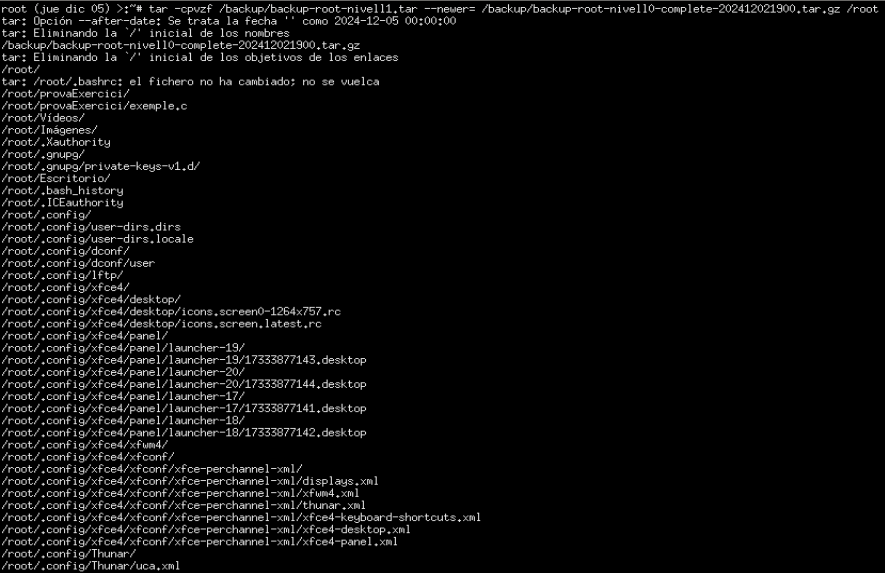 root (jue dic 05) >:~# tar -cpvzf /backup/backup-root-nivell1.tar --newer= /backup/backup-root-nivell0-complete-202412021900.tar.gz /root
tar: Opción --after-date: Se trata la fecha '' como 2024-12-05 00:00:00
tar: Eliminando la `/' inicial de los nombres
/backup/backup-root-nivell0-complete-202412021900.tar.gz
tar: Eliminando la `/' inicial de los objetivos de los enlaces
/root/
tar: /root/.bashrc: el fichero no ha cambiado; no se vuelca
/root/provaExercici/
/root/provaExercici/exemple.c
/root/Vídeos/
/root/Imágenes/
/root/.Xauthority
/root/.gnupg/
/root/.gnupg/private-keys-v1.d/
/root/Escritorio/
/root/.bash_history
/root/.ICEauthority
/root/.config/
/root/.config/user-dirs.dirs
/root/.config/user-dirs.locale
/root/.config/dconf/
/root/.config/dconf/user
/root/.config/lftp/
/root/.config/xfce4/
/root/.config/xfce4/desktop/
/root/.config/xfce4/desktop/icons.screen0-1264x757.rc
/root/.config/xfce4/desktop/icons.screen.latest.rc
/root/.config/xfce4/panel/
/root/.config/xfce4/panel/launcher-19/
/root/.config/xfce4/panel/launcher-19/17333877143.desktop
/root/.config/xfce4/panel/launcher-20/
/root/.config/xfce4/panel/launcher-20/17333877144.desktop
/root/.config/xfce4/panel/launcher-17/
/root/.config/xfce4/panel/launcher-17/17333877141.desktop
/root/.config/xfce4/panel/launcher-18/
/root/.config/xfce4/panel/launcher-18/17333877142.desktop
/root/.config/xfce4/xfwm4/
/root/.config/xfce4/xfconf/
/root/.config/xfce4/xfconf/xfce-perchannel-xml/
/root/.config/xfce4/xfconf/xfce-perchannel-xml/displays.xml
/root/.config/xfce4/xfconf/xfce-perchannel-xml/xfwm4.xml
/root/.config/xfce4/xfconf/xfce-perchannel-xml/thunar.xml
/root/.config/xfce4/xfconf/xfce-perchannel-xml/xfce4-keyboard-shortcuts.xml
/root/.config/xfce4/xfconf/xfce-perchannel-xml/xfce4-desktop.xml
/root/.config/xfce4/xfconf/xfce-perchannel-xml/xfce4-panel.xml
/root/.config/Thunar/
/root/.config/Thunar/uca.xml